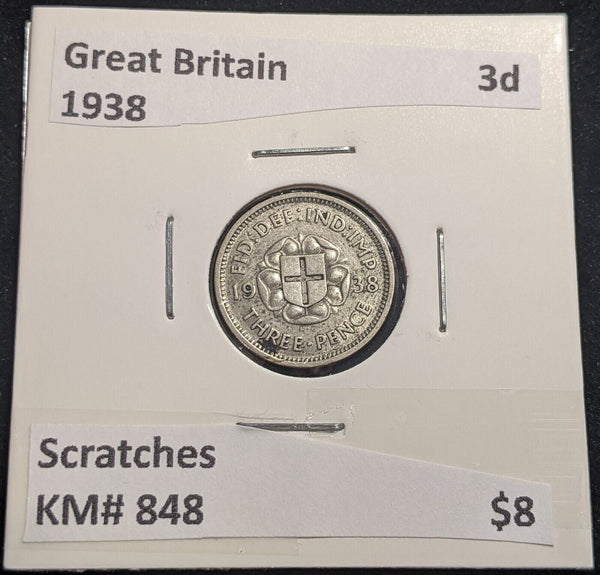 Great Britain
1938
3d
FID:DEF:IND:IMP
19 38
THREE·PENCE
Scratches
KM# 848
$8